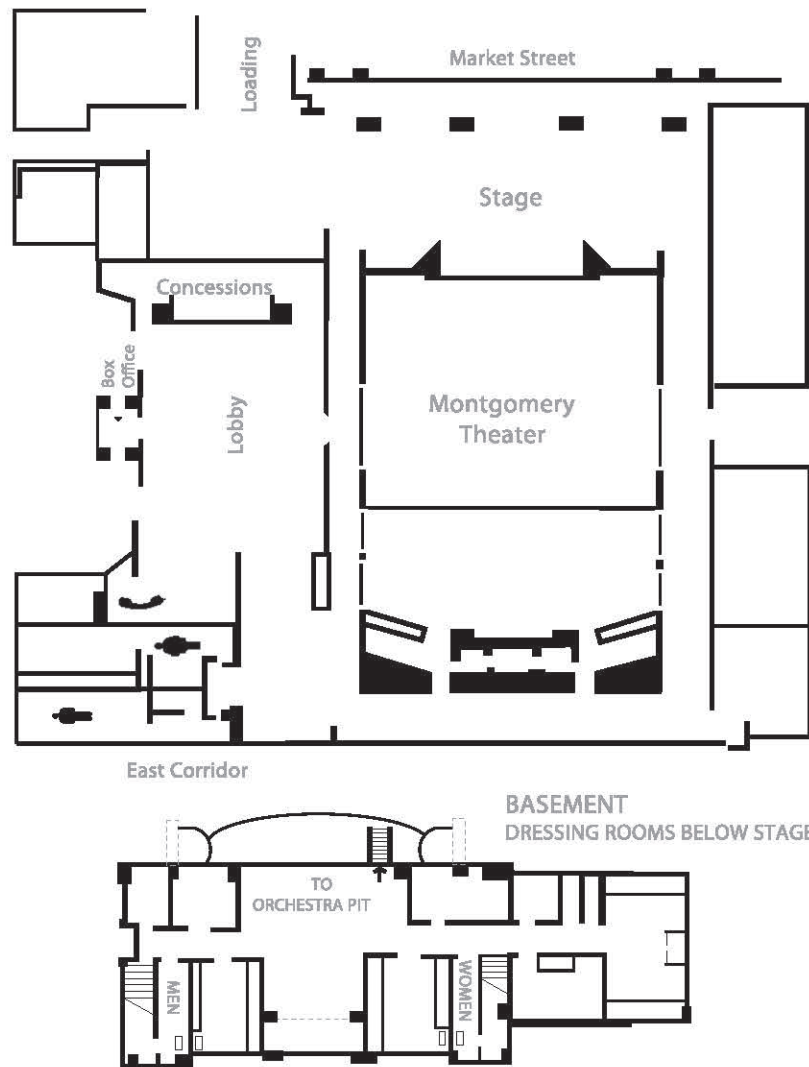 Market Street
Loading
Stage
Concessions
Box
Office
Lobby
Montgomery
Theater
East Corridor
BASEMENT
DRESSING ROOMS BELOW STAGE
TO
ORCHESTRA PIT
MEN
WOMEN